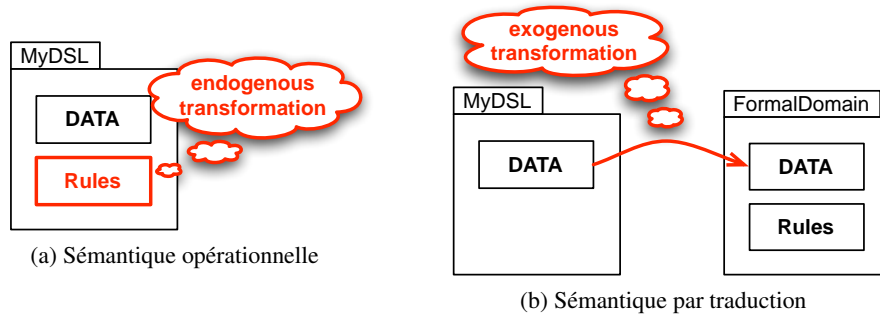 MyDSL
endogenous
transformation
DATA
Rules
(a) Sémantique opérationnelle
exogenous
transformation
MyDSL
FormalDomain
DATA
DATA
Rules
(b) Sémantique par traduction